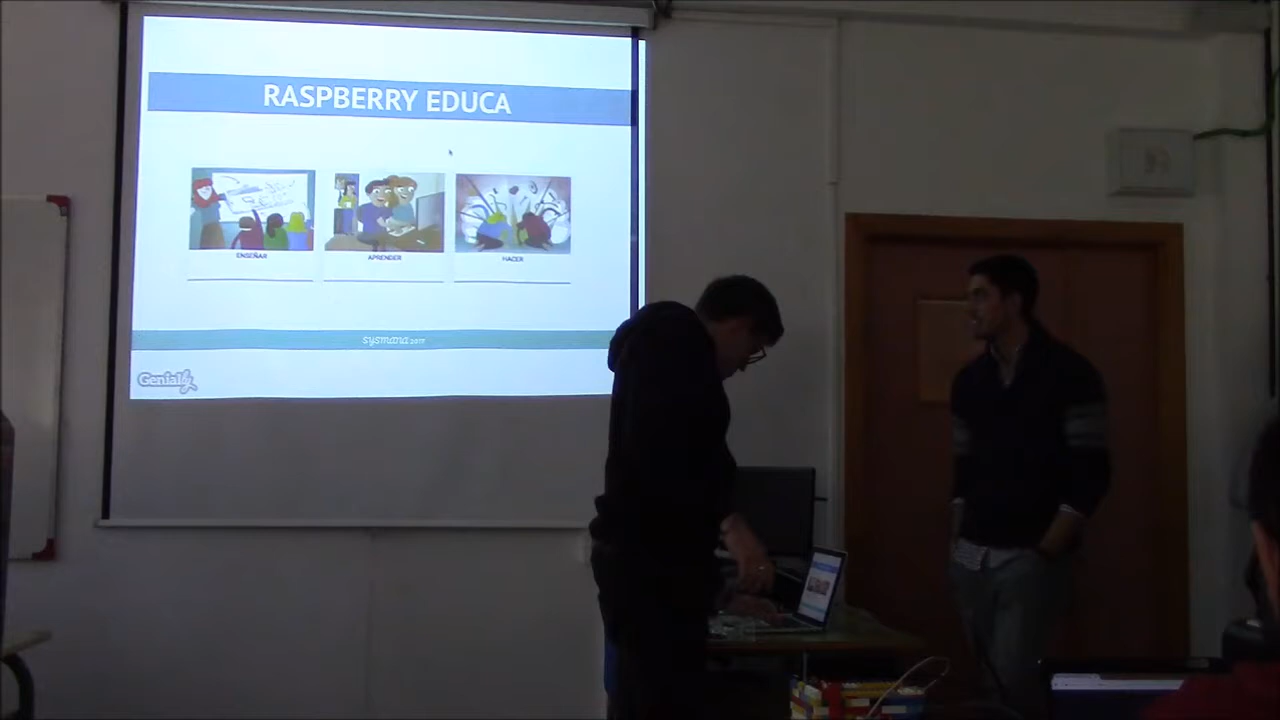 RASPBERRY EDUCA
ENSEÑAR
APRENDER
HACER
sysmana 2017
Genially